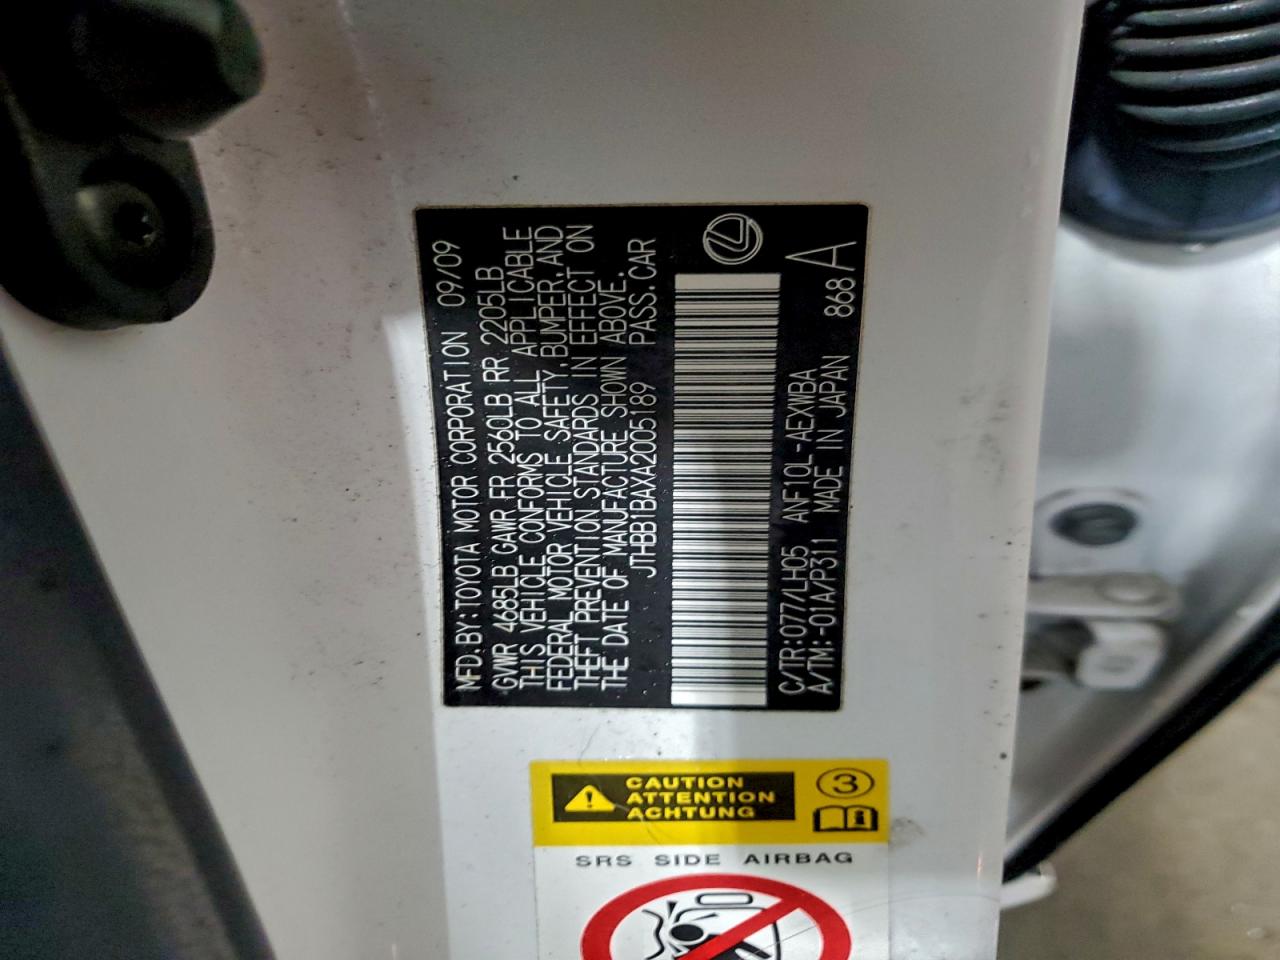 MFD. BY: TOYOTA MOTOR CORPORATION 09/09
GVWR 4685LB GAWR FR 2560LB RR 2205LB
THIS VEHICLE CONFORMS TO ALL APPLICABLE
FEDERAL MOTOR VEHICLE SAFETY, BUMPER, AND
THEFT PREVENTION STANDARDS IN EFFECT ON
THE DATE OF MANUFACTURE SHOWN ABOVE.
JTHBB1BAXA2005189 PASS. CAR
C/TR:077/LH05 ANF10L-AEXWBA
A/TM:-01A/P311 MADE IN JAPAN 868A
CAUTION
ATTENTION
ACHTUNG
3
SRS SIDE AIRBAG